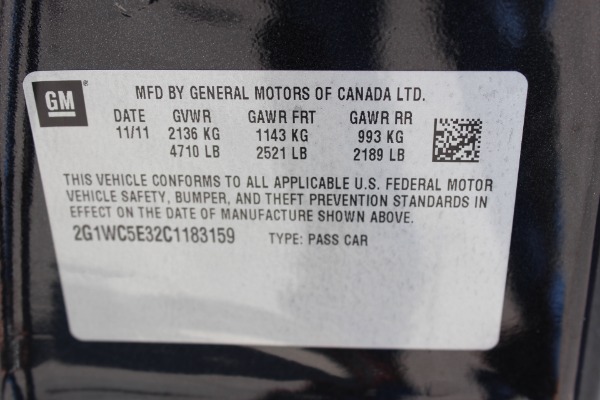 GM ®
MFD BY GENERAL MOTORS OF CANADA LTD.
DATE GVWR GAWR FRT GAWR RR
11/11 2136 KG 1143 KG 993 KG
4710 LB 2521 LB 2189 LB
THIS VEHICLE CONFORMS TO ALL APPLICABLE U.S. FEDERAL MOTOR
VEHICLE SAFETY, BUMPER, AND THEFT PREVENTION STANDARDS IN
EFFECT ON THE DATE OF MANUFACTURE SHOWN ABOVE.
2G1WC5E32C1183159 TYPE: PASS CAR